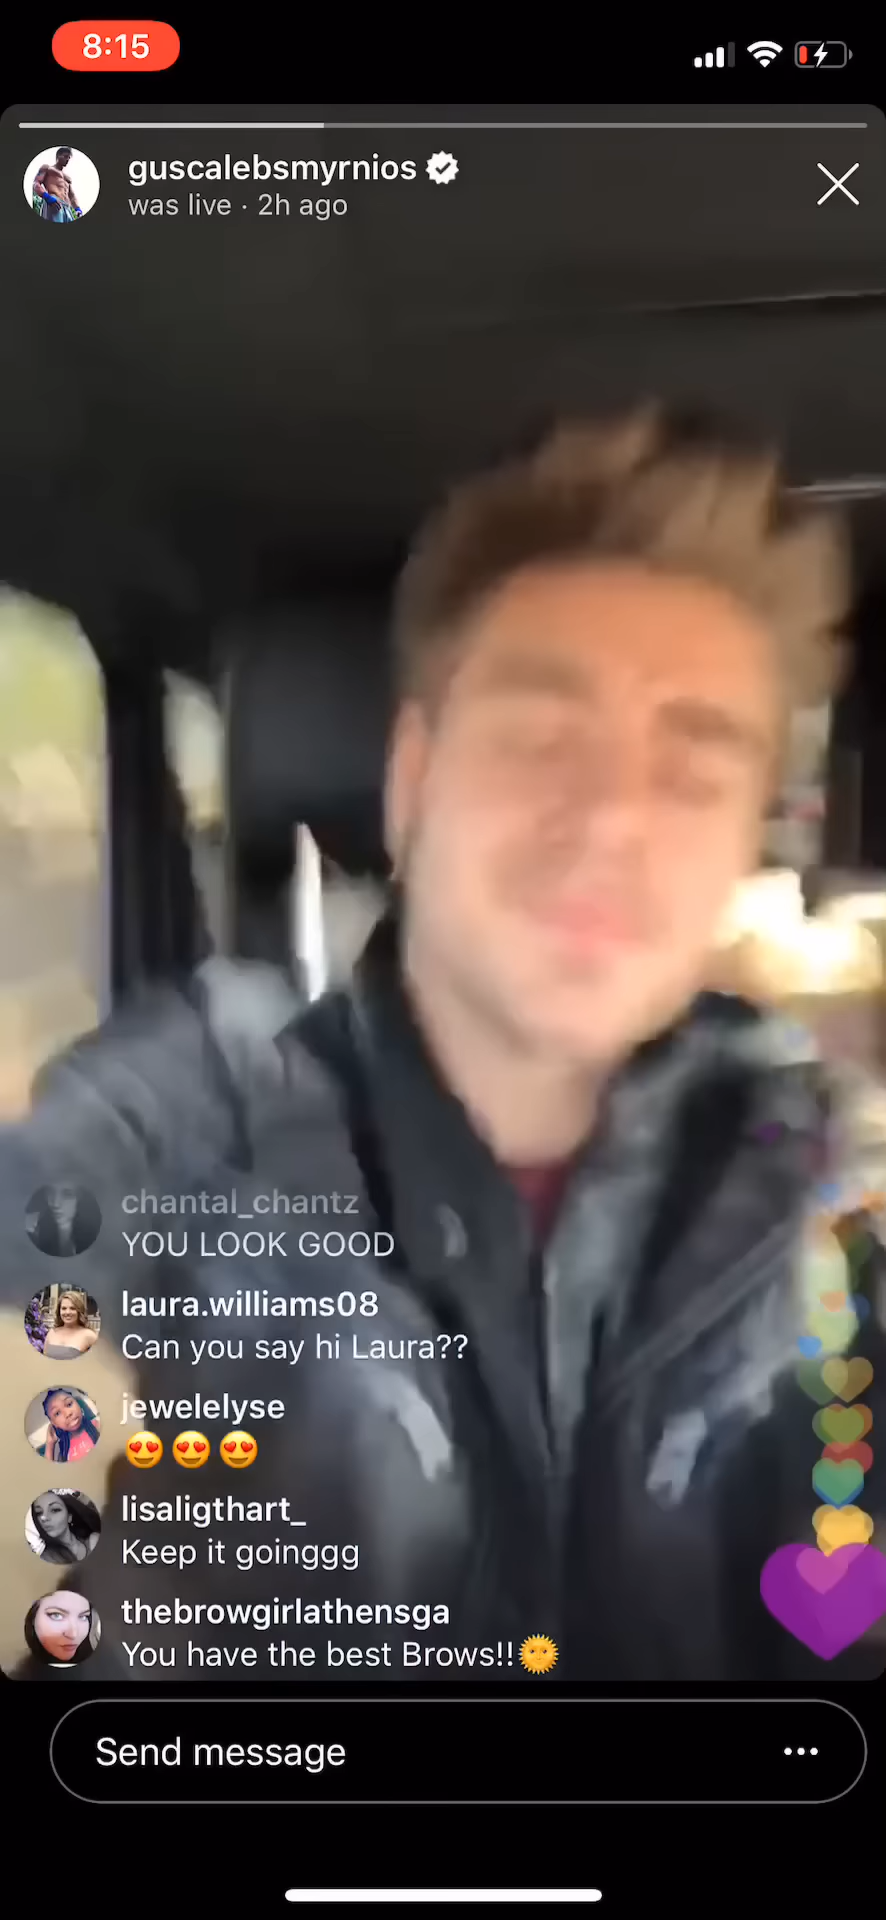 8:15
guscalebsmyrnios
was live · 2h ago
chantal_chantz
YOU LOOK GOOD
laura.williams08
Can you say hi Laura??
jewelelyse
😍 😍 😍
lisaligthart_
Keep it goinggg
thebrowgirlathensga
You have the best Brows!!🌞
Send message